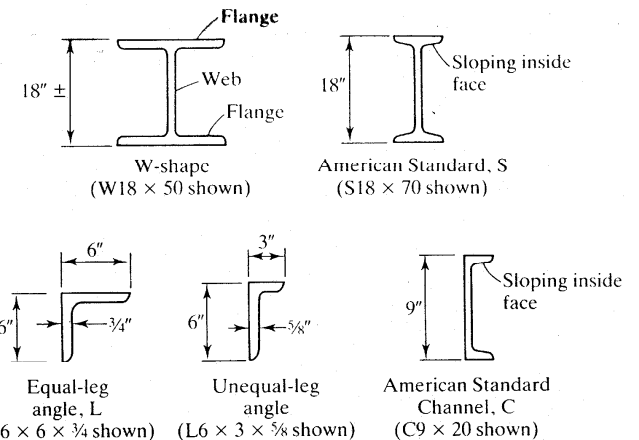 Flange
18" ±
Web
Flange
W-shape
(W18 × 50 shown)
18"
Sloping inside
face
American Standard, S
(S18 × 70 shown)
6"
6"
3/4"
Equal-leg
angle, L
6 × 6 × 3/4 shown)
3"
6"
5/8"
Unequal-leg
angle
(L6 × 3 × 5/8 shown)
9"
Sloping inside
face
American Standard
Channel, C
(C9 × 20 shown)